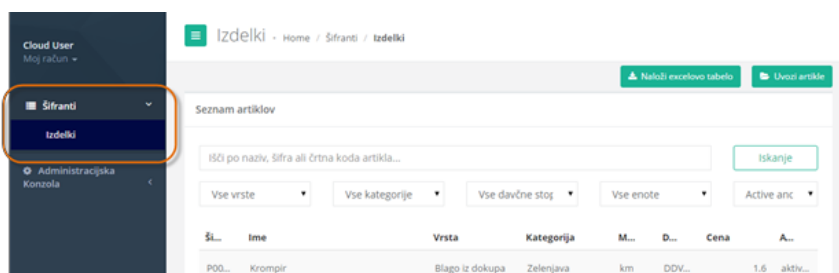 Cloud User
Moj račun
Šifranti
Izdelki
Administracijska
Konzola
Izdelki - Home / Šifranti / Izdelki
Naloži excelovo tabelo
Uvozi artikle
Seznam artiklov
Išči po naziv, šifra ali črtna koda artikla...
Iskanje
Vse vrste
Vse kategorije
Vse davčne stop
Vse enote
Active anc
Ši... Ime Vrsta Kategorija M... D... Cena A...
P00... Krompir Blago iz dokupa Zelenjava km DDV... 1.6 aktiv...